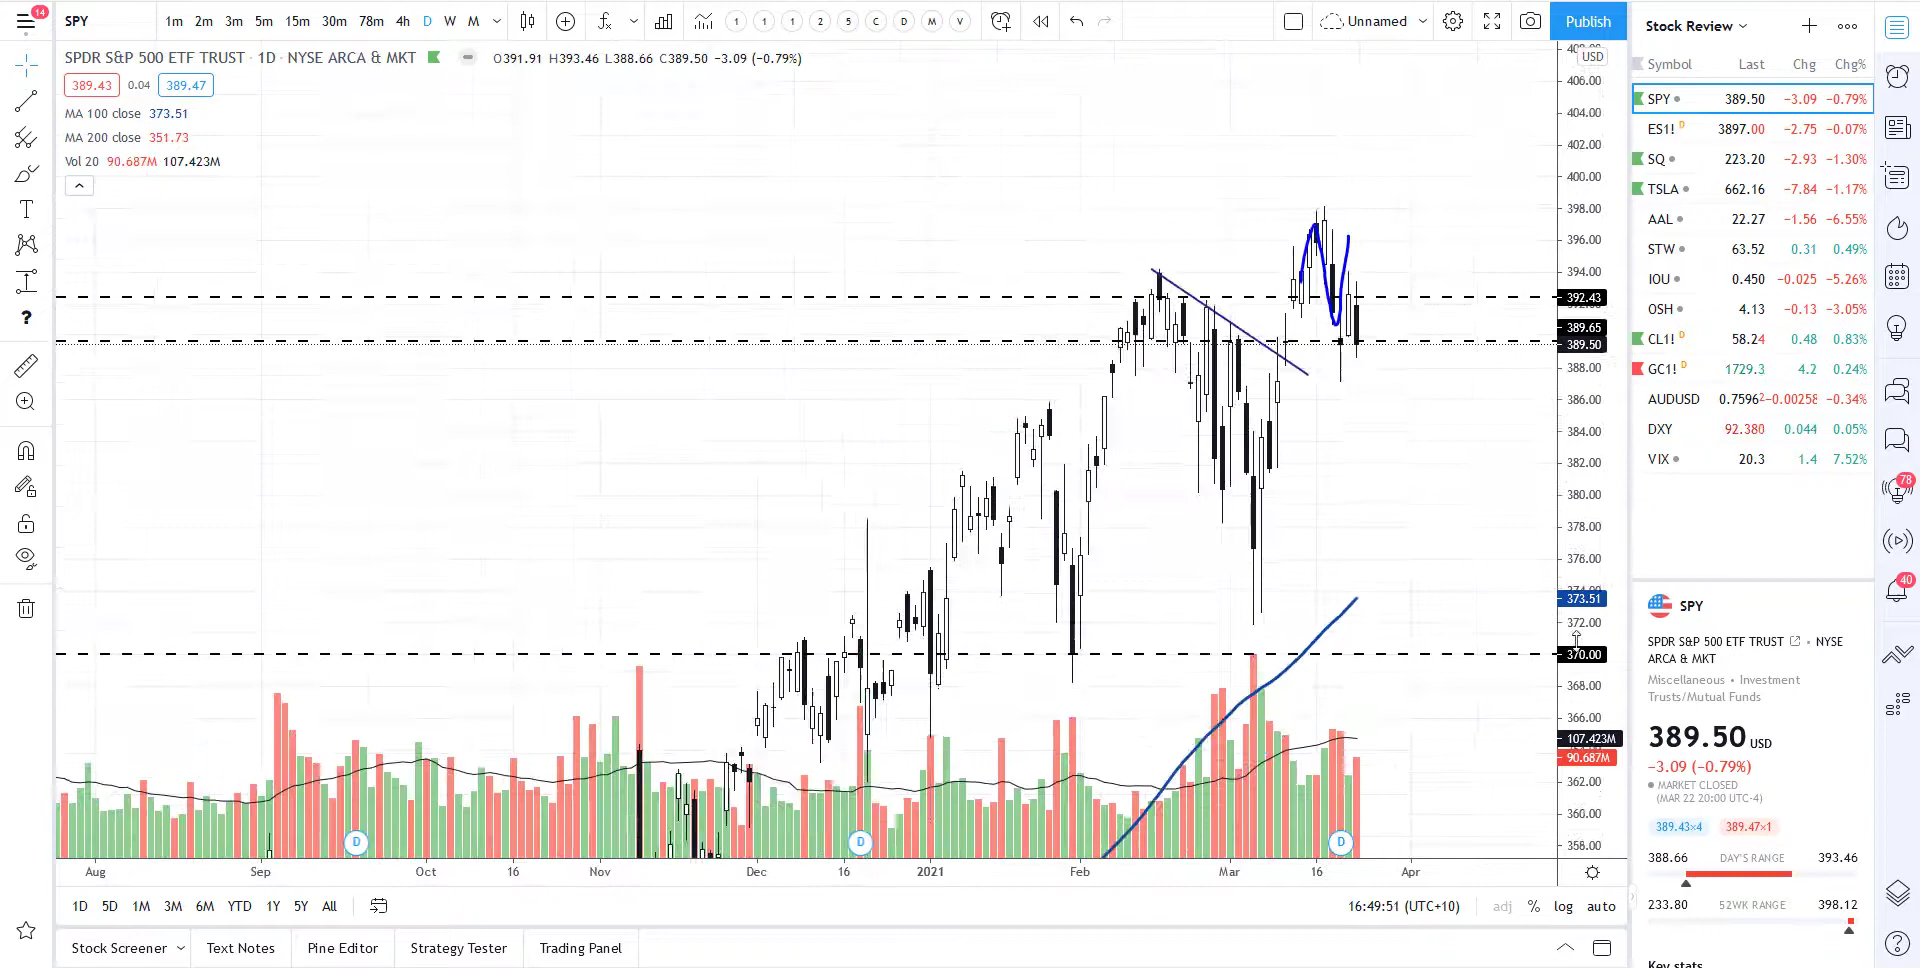 14
SPY
1m 2m 3m 5m 15m 30m 78m 4h D W M
1 1 1 2 5 C D M V
Unnamed
Publish
SPDR S&P 500 ETF TRUST · 1D · NYSE ARCA & MKT O391.91 H393.46 L388.66 C389.50 −3.09 (−0.79%)
389.43 0.04 389.47
MA 100 close 373.51
MA 200 close 351.73
Vol 20 90.687M 107.423M
USD
406.00
404.00
402.00
400.00
398.00
396.00
394.00
392.43
389.65
389.50
388.00
386.00
384.00
382.00
380.00
378.00
376.00
373.51
372.00
370.00
368.00
366.00
107.423M
90.687M
362.00
360.00
358.00
D D D
Aug Sep Oct 16 Nov Dec 16 2021 Feb Mar 16 Apr
1D 5D 1M 3M 6M YTD 1Y 5Y All
16:49:51 (UTC+10) adj % log auto
Stock Screener Text Notes Pine Editor Strategy Tester Trading Panel
Stock Review
Symbol Last Chg Chg%
SPY 389.50 −3.09 −0.79%
ES1! D 3897.00 −2.75 −0.07%
SQ 223.20 −2.93 −1.30%
TSLA 662.16 −7.84 −1.17%
AAL 22.27 −1.56 −6.55%
STW 63.52 0.31 0.49%
IOU 0.450 −0.025 −5.26%
OSH 4.13 −0.13 −3.05%
CL1! D 58.24 0.48 0.83%
GC1! D 1729.3 4.2 0.24%
AUDUSD 0.7596² −0.00258 −0.34%
DXY 92.380 0.044 0.05%
VIX 20.3 1.4 7.52%
SPY
SPDR S&P 500 ETF TRUST • NYSE
ARCA & MKT
Miscellaneous • Investment
Trusts/Mutual Funds
389.50 USD
−3.09 (−0.79%)
MARKET CLOSED
(MAR 22 20:00 UTC-4)
389.43×4 389.47×1
388.66 DAY'S RANGE 393.46
233.80 52WK RANGE 398.12
Key stats
78
40